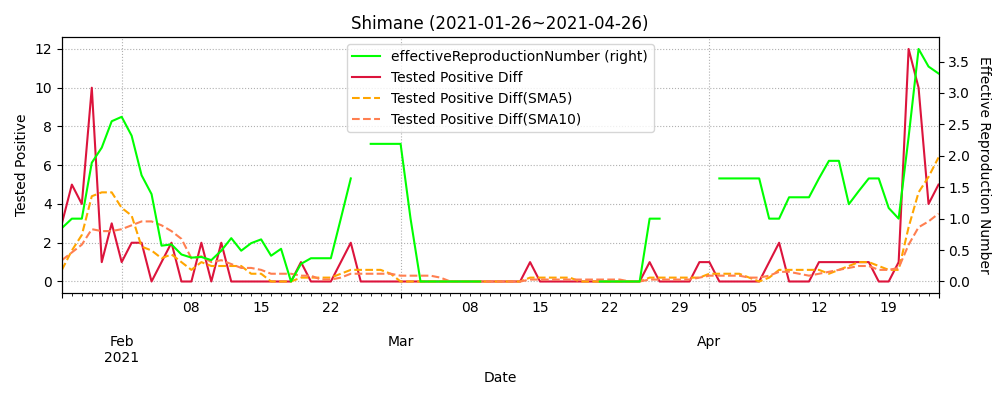 Shimane (2021-01-26~2021-04-26)
effectiveReproductionNumber (right)
Tested Positive Diff
Tested Positive Diff(SMA5)
Tested Positive Diff(SMA10)
Tested Positive
12
10
8
6
4
2
0
Effective Reproduction Number
3.5
3.0
2.5
2.0
1.5
1.0
0.5
0.0
08 15 08 15 22 29 05 12 19
Feb Mar Apr
2021
Date